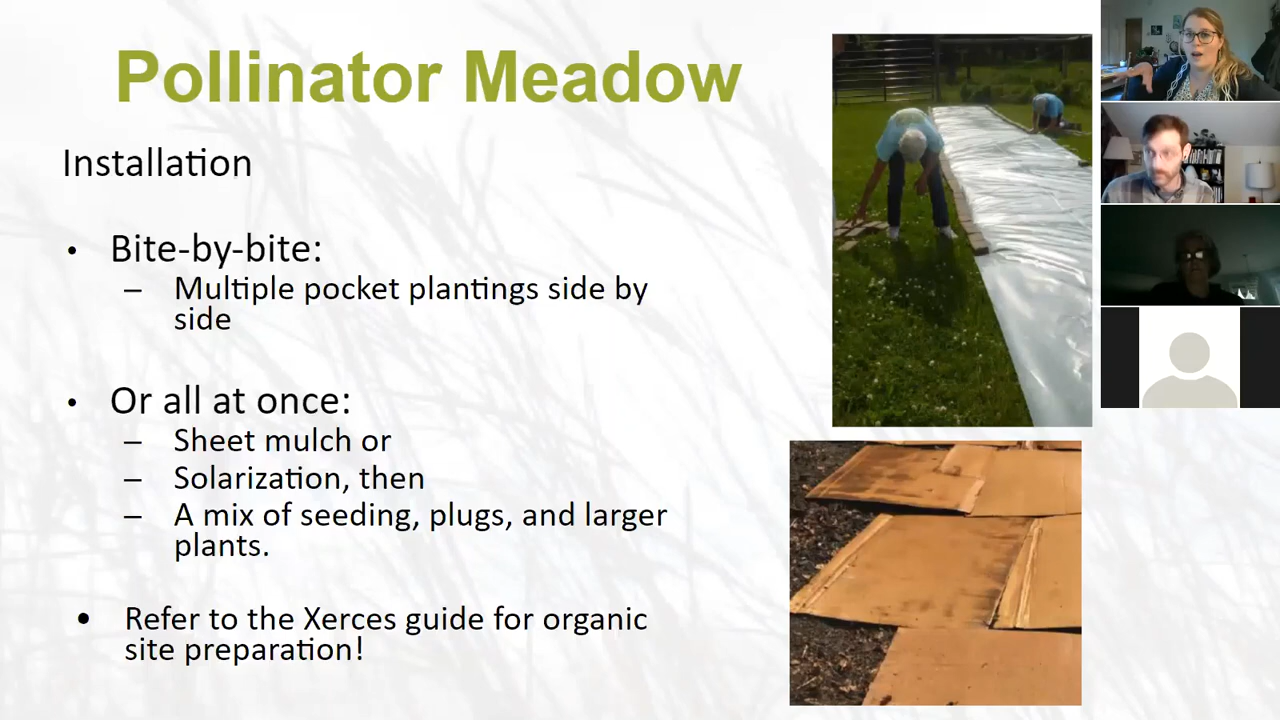 Pollinator Meadow
Installation
• Bite-by-bite:
– Multiple pocket plantings side by
side
• Or all at once:
– Sheet mulch or
– Solarization, then
– A mix of seeding, plugs, and larger
plants.
• Refer to the Xerces guide for organic
site preparation!